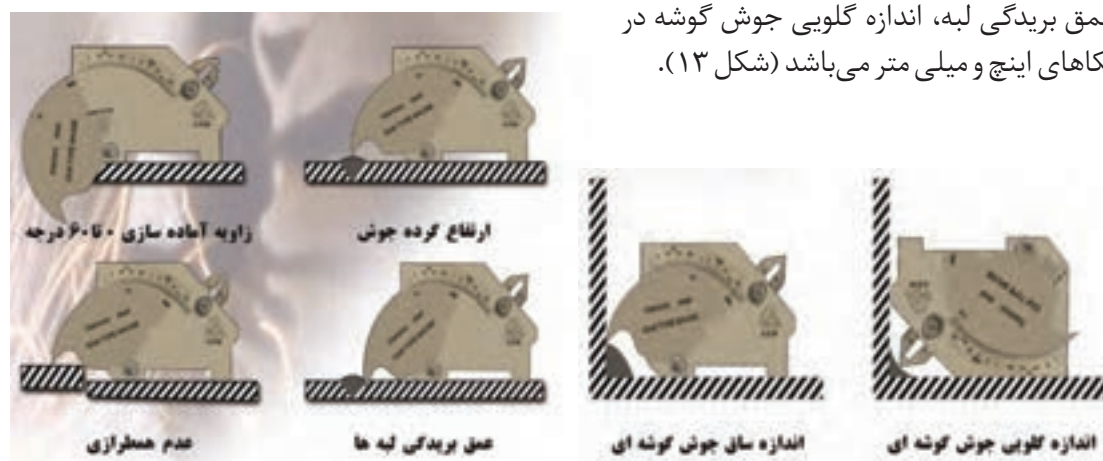 عمق بریدگی لبه، اندازه گلویی جوش گوشه در
کاهای اینچ و میلی متر می‌باشد (شکل ۱۳).
زاویه آماده سازی ۰ تا ۶۰ درجه
ارتفاع گرده جوش
عدم همطرازی
عمق بریدگی لبه ها
اندازه ساق جوش گوشه ای
اندازه گلویی جوش گوشه ای